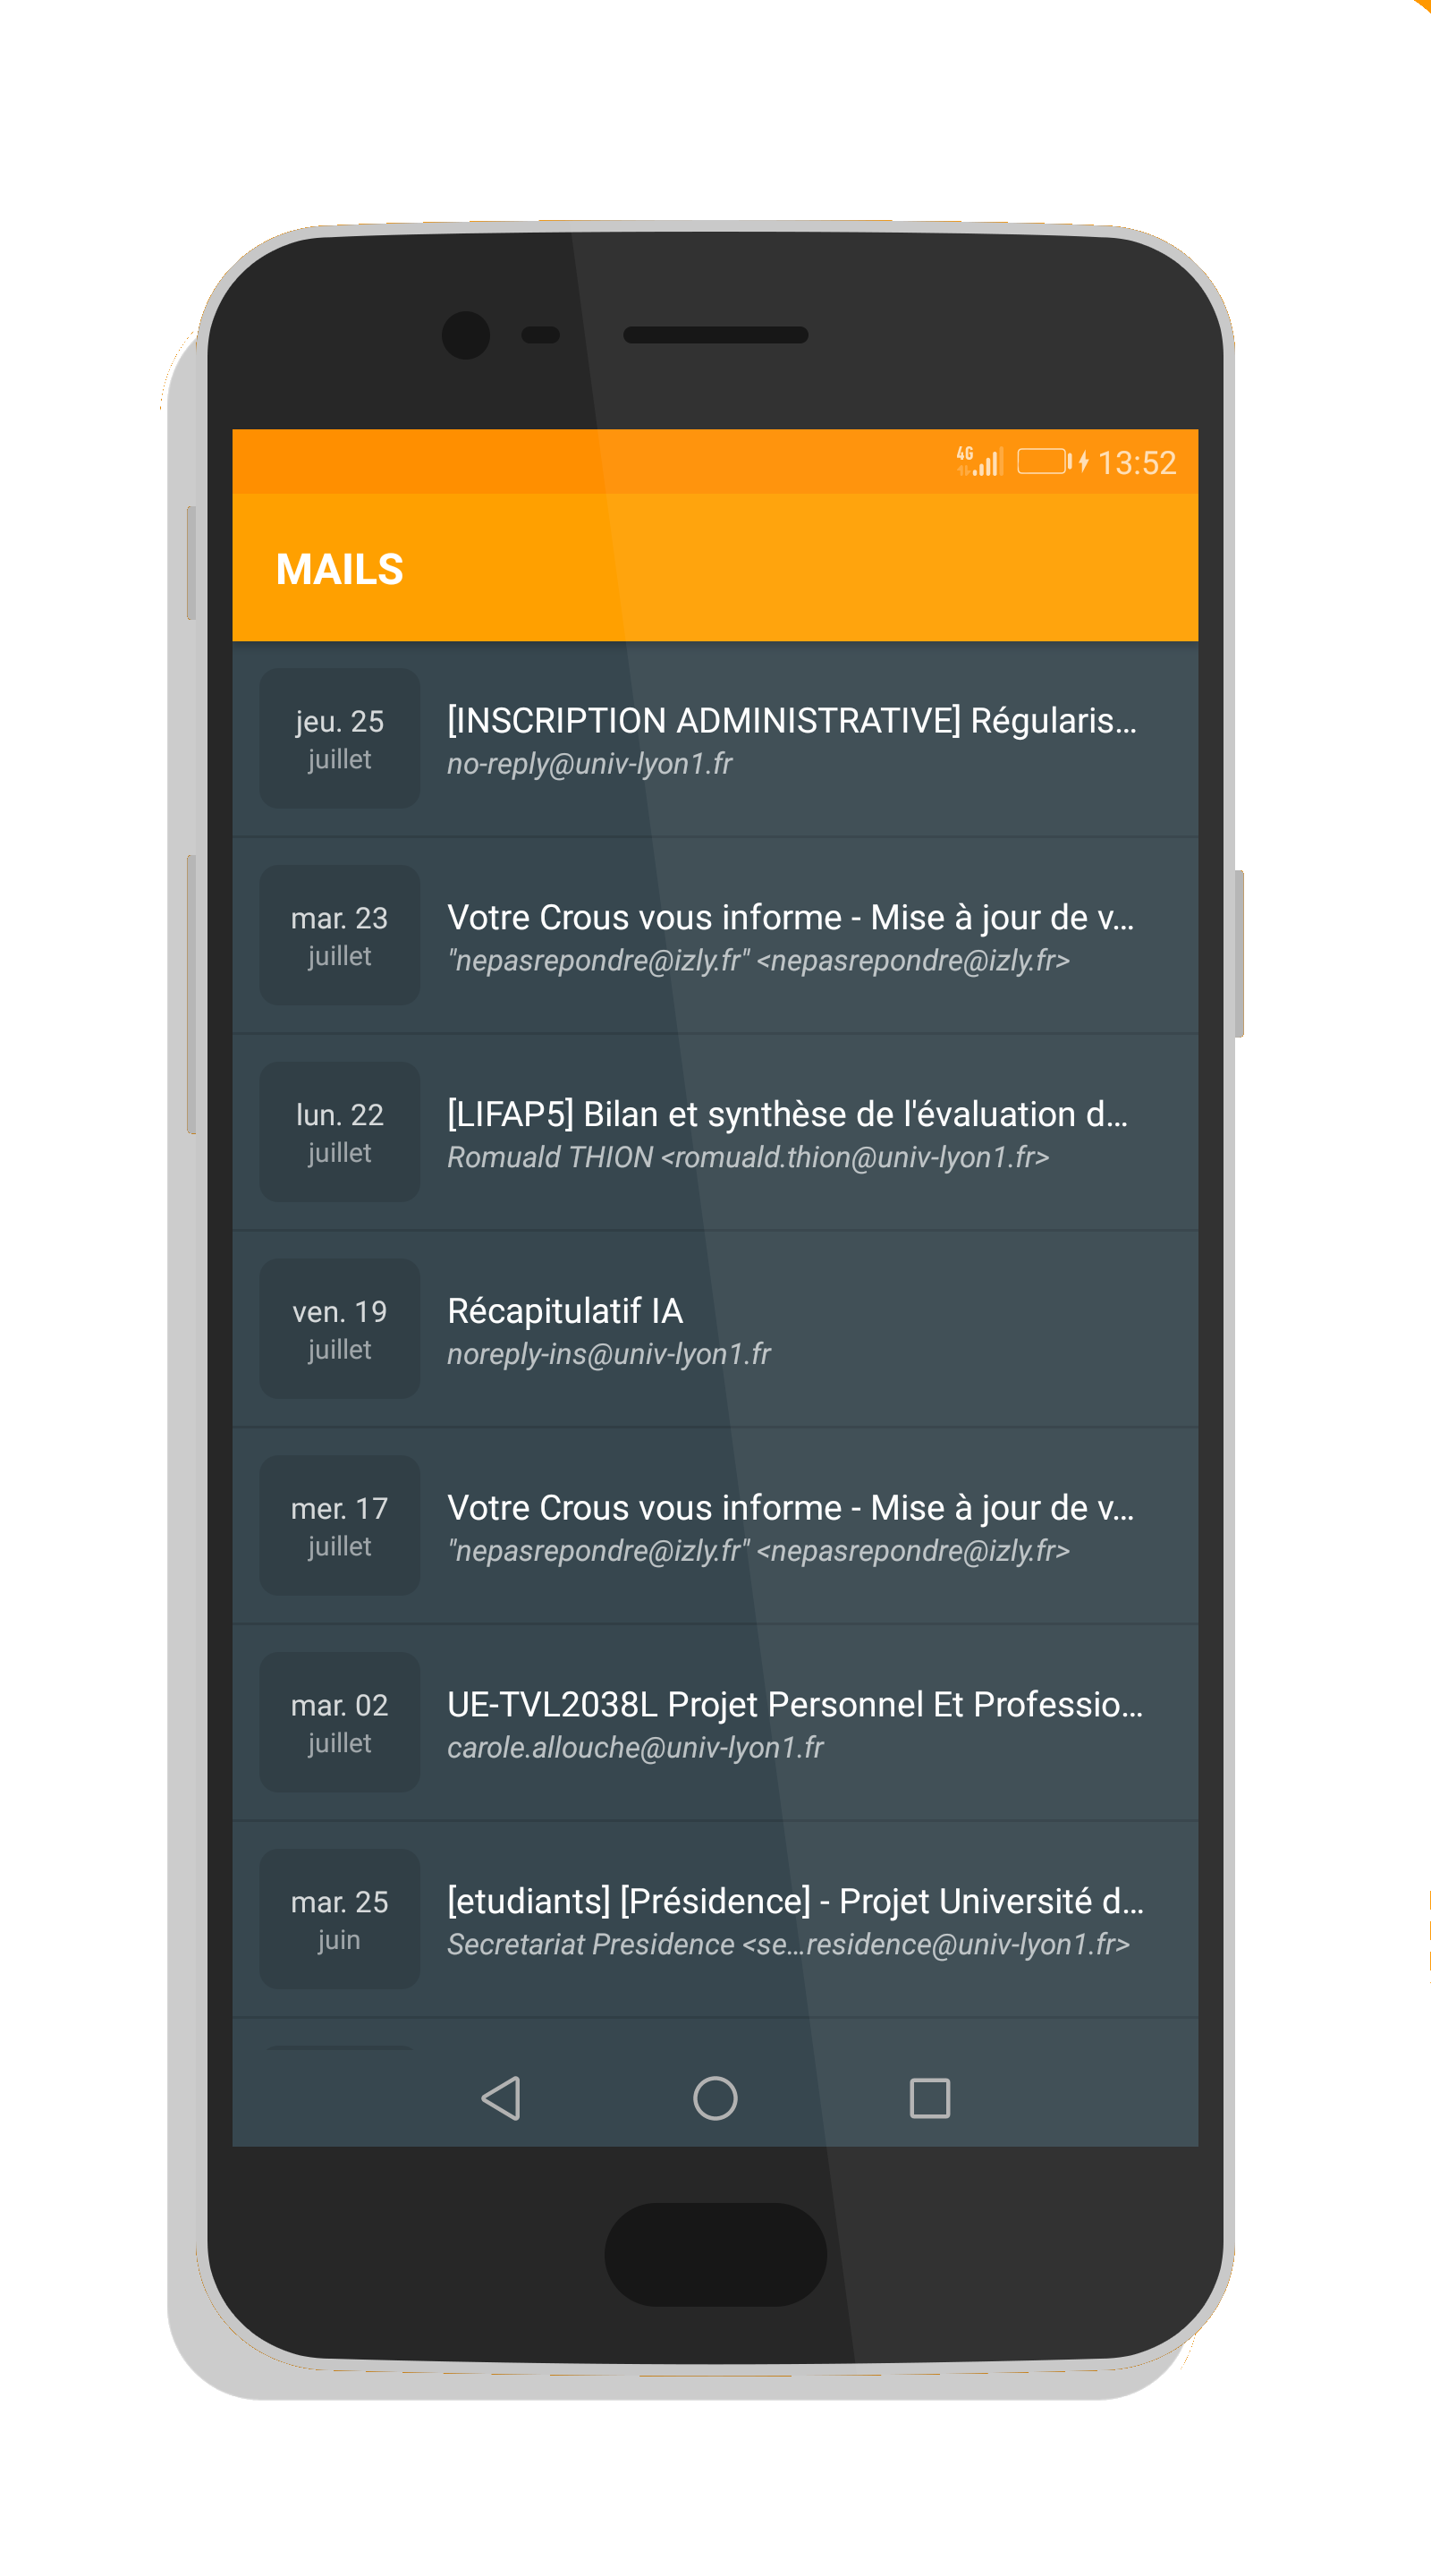 4G 13:52
MAILS
jeu. 25
juillet
[INSCRIPTION ADMINISTRATIVE] Régularis...
no-reply@univ-lyon1.fr
mar. 23
juillet
Votre Crous vous informe - Mise à jour de v...
"nepasrepondre@izly.fr" <nepasrepondre@izly.fr>
lun. 22
juillet
[LIFAP5] Bilan et synthèse de l'évaluation d...
Romuald THION <romuald.thion@univ-lyon1.fr>
ven. 19
juillet
Récapitulatif IA
noreply-ins@univ-lyon1.fr
mer. 17
juillet
Votre Crous vous informe - Mise à jour de v...
"nepasrepondre@izly.fr" <nepasrepondre@izly.fr>
mar. 02
juillet
UE-TVL2038L Projet Personnel Et Professio...
carole.allouche@univ-lyon1.fr
mar. 25
juin
[etudiants] [Présidence] - Projet Université d...
Secretariat Presidence <se...residence@univ-lyon1.fr>